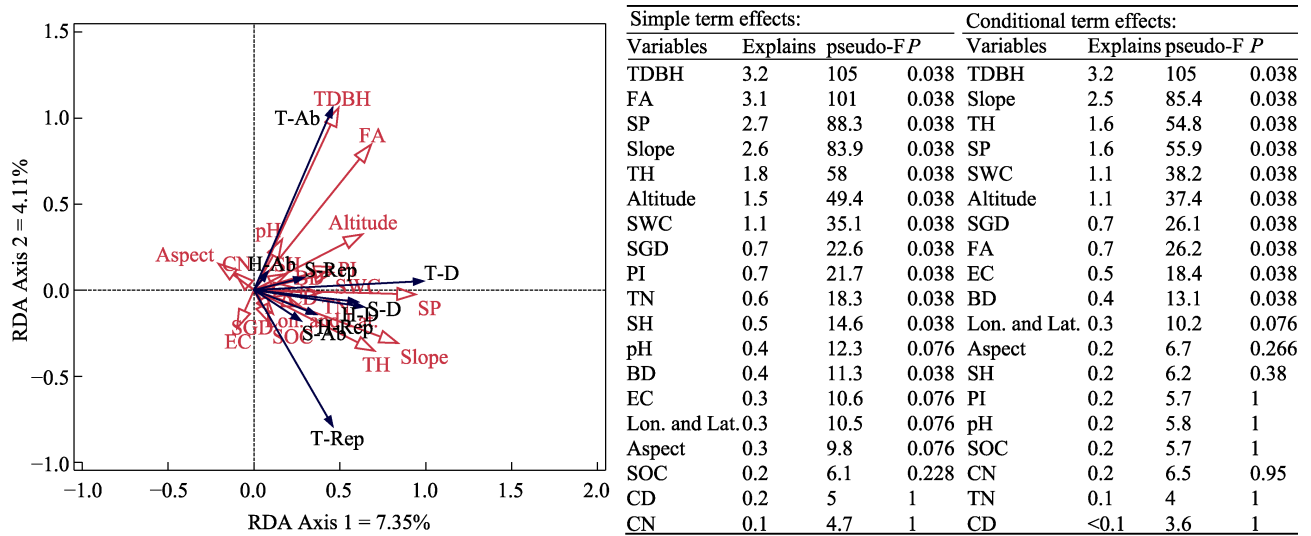 1.5
1.0
0.5
0.0
−0.5
−1.0
RDA Axis 2 = 4.11%
TDBH
T-Ab
FA
Altitude
pH
Aspect
CN
H-Ab
S-Rep
PI
T-D
SWC
SP
S-D
H-D
SGD
Lon. and Lat.
H-Rep
EC
SOC
S-Ab
Slope
TH
T-Rep
−1.0 −0.5 0.0 0.5 1.0 1.5 2.0
RDA Axis 1 = 7.35%
Simple term effects: Conditional term effects:
Variables Explains pseudo-F P Variables Explains pseudo-F P
TDBH 3.2 105 0.038 TDBH 3.2 105 0.038
FA 3.1 101 0.038 Slope 2.5 85.4 0.038
SP 2.7 88.3 0.038 TH 1.6 54.8 0.038
Slope 2.6 83.9 0.038 SP 1.6 55.9 0.038
TH 1.8 58 0.038 SWC 1.1 38.2 0.038
Altitude 1.5 49.4 0.038 Altitude 1.1 37.4 0.038
SWC 1.1 35.1 0.038 SGD 0.7 26.1 0.038
SGD 0.7 22.6 0.038 FA 0.7 26.2 0.038
PI 0.7 21.7 0.038 EC 0.5 18.4 0.038
TN 0.6 18.3 0.038 BD 0.4 13.1 0.038
SH 0.5 14.6 0.038 Lon. and Lat. 0.3 10.2 0.076
pH 0.4 12.3 0.076 Aspect 0.2 6.7 0.266
BD 0.4 11.3 0.038 SH 0.2 6.2 0.38
EC 0.3 10.6 0.076 PI 0.2 5.7 1
Lon. and Lat. 0.3 10.5 0.076 pH 0.2 5.8 1
Aspect 0.3 9.8 0.076 SOC 0.2 5.7 1
SOC 0.2 6.1 0.228 CN 0.2 6.5 0.95
CD 0.2 5 1 TN 0.1 4 1
CN 0.1 4.7 1 CD <0.1 3.6 1